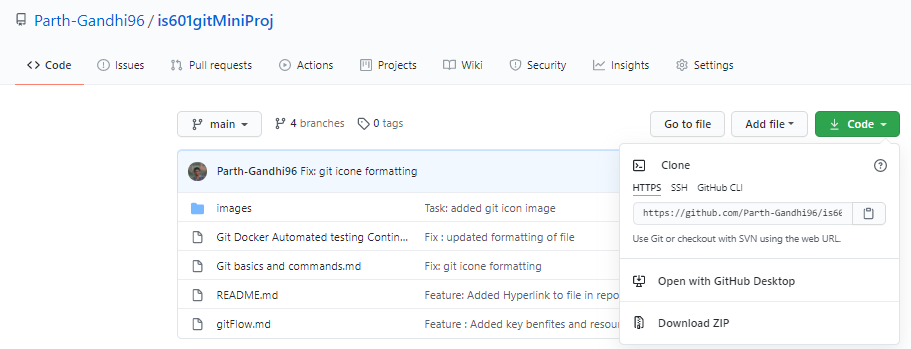 Parth-Gandhi96 / is601gitMiniProj
Code Issues Pull requests Actions Projects Wiki Security Insights Settings
main 4 branches 0 tags Go to file Add file Code
Parth-Gandhi96 Fix: git icone formatting
images Task: added git icon image
Git Docker Automated testing Contin... Fix : updated formatting of file
Git basics and commands.md Fix: git icone formatting
README.md Feature: Added Hyperlink to file in repo
gitFlow.md Feature : Added key benfites and resou
Clone
HTTPS SSH GitHub CLI
https://github.com/Parth-Gandhi96/is60
Use Git or checkout with SVN using the web URL.
Open with GitHub Desktop
Download ZIP